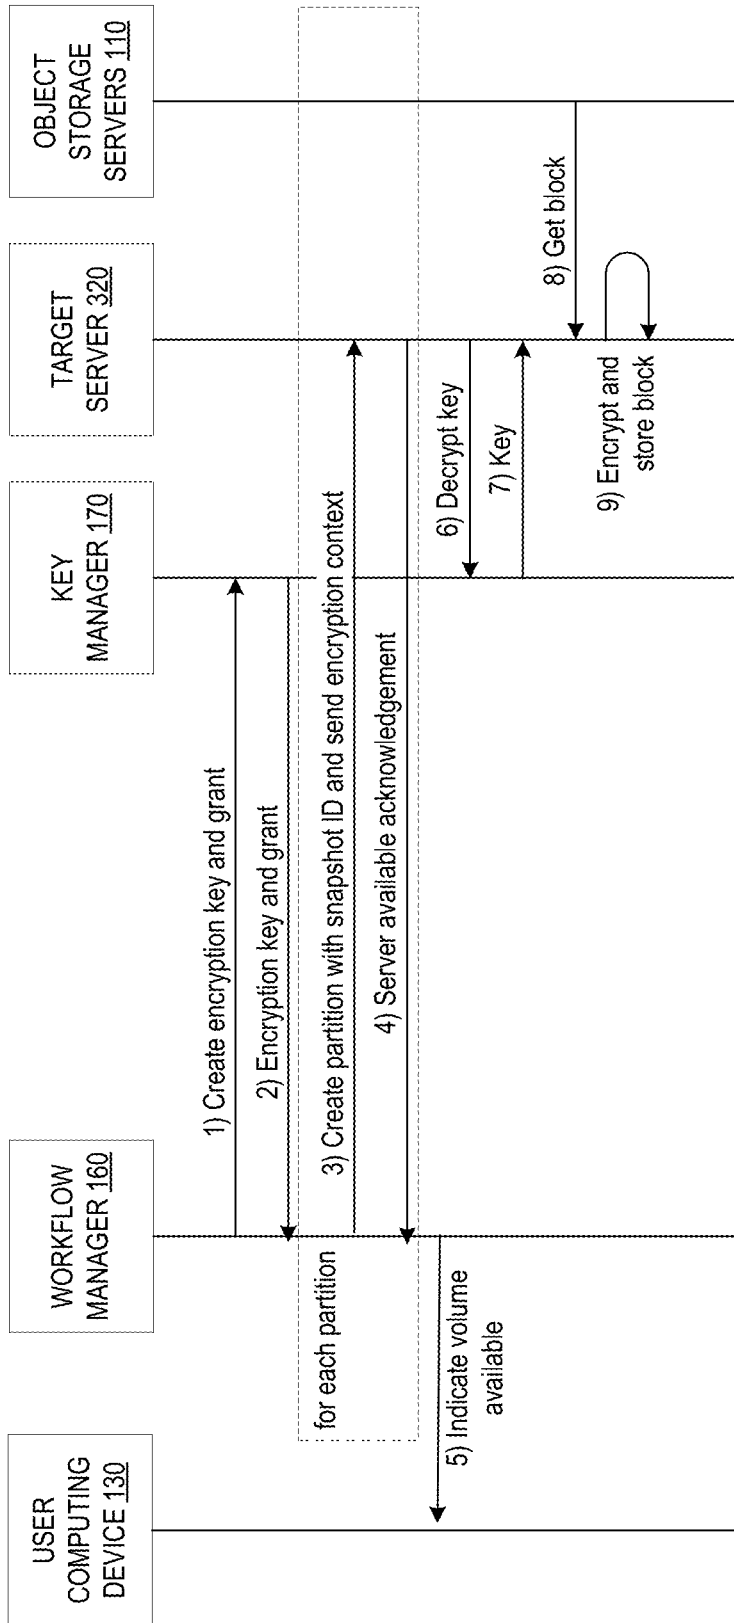 USER
COMPUTING
DEVICE 130
WORKFLOW
MANAGER 160
KEY
MANAGER 170
TARGET
SERVER 320
OBJECT
STORAGE
SERVERS 110
1) Create encryption key and grant
2) Encryption key and grant
for each partition
3) Create partition with snapshot ID and send encryption context
4) Server available acknowledgement
5) Indicate volume
available
6) Decrypt key
7) Key
8) Get block
9) Encrypt and
store block